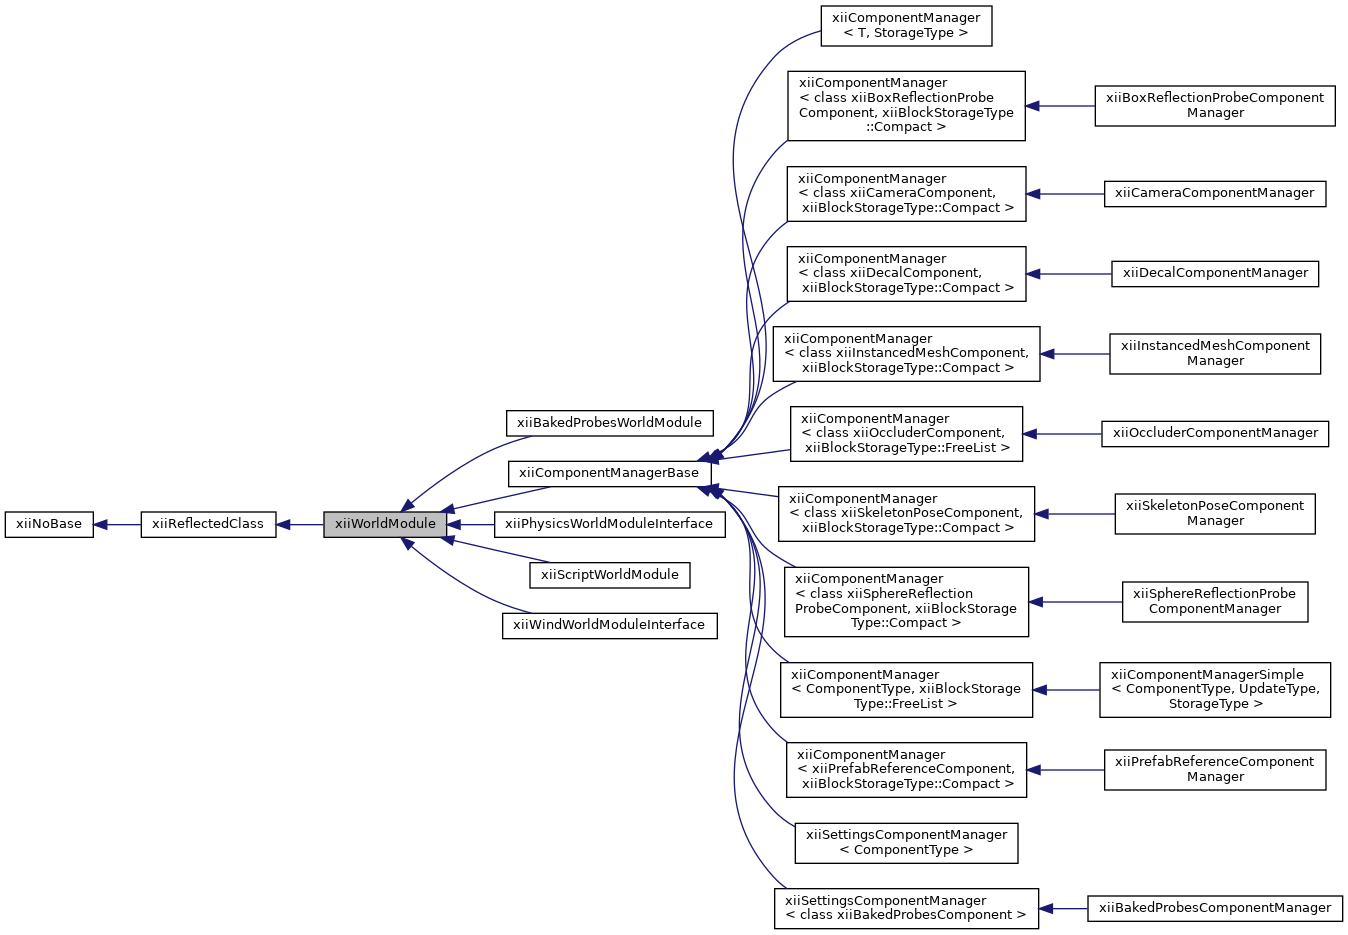 xiiNoBase
xiiReflectedClass
xiiWorldModule
xiiBakedProbesWorldModule
xiiComponentManagerBase
xiiPhysicsWorldModuleInterface
xiiScriptWorldModule
xiiWindWorldModuleInterface
xiiComponentManager
< T, StorageType >
xiiComponentManager
< class xiiBoxReflectionProbe
Component, xiiBlockStorageType
::Compact >
xiiBoxReflectionProbeComponent
Manager
xiiComponentManager
< class xiiCameraComponent,
xiiBlockStorageType::Compact >
xiiCameraComponentManager
xiiComponentManager
< class xiiDecalComponent,
xiiBlockStorageType::Compact >
xiiDecalComponentManager
xiiComponentManager
< class xiiInstancedMeshComponent,
xiiBlockStorageType::Compact >
xiiInstancedMeshComponent
Manager
xiiComponentManager
< class xiiOccluderComponent,
xiiBlockStorageType::FreeList >
xiiOccluderComponentManager
xiiComponentManager
< class xiiSkeletonPoseComponent,
xiiBlockStorageType::Compact >
xiiSkeletonPoseComponent
Manager
xiiComponentManager
< class xiiSphereReflection
ProbeComponent, xiiBlockStorage
Type::Compact >
xiiSphereReflectionProbe
ComponentManager
xiiComponentManager
< ComponentType, xiiBlockStorage
Type::FreeList >
xiiComponentManagerSimple
< ComponentType, UpdateType,
StorageType >
xiiComponentManager
< xiiPrefabReferenceComponent,
xiiBlockStorageType::Compact >
xiiPrefabReferenceComponent
Manager
xiiSettingsComponentManager
< ComponentType >
xiiSettingsComponentManager
< class xiiBakedProbesComponent >
xiiBakedProbesComponentManager